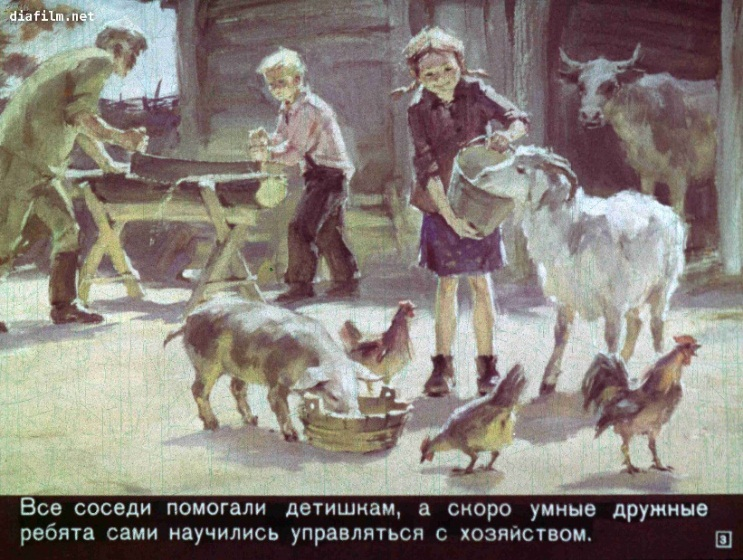 diafilm.net
Все соседи помогали детишкам, а скоро умные дружные
ребята сами научились управляться с хозяйством.
3